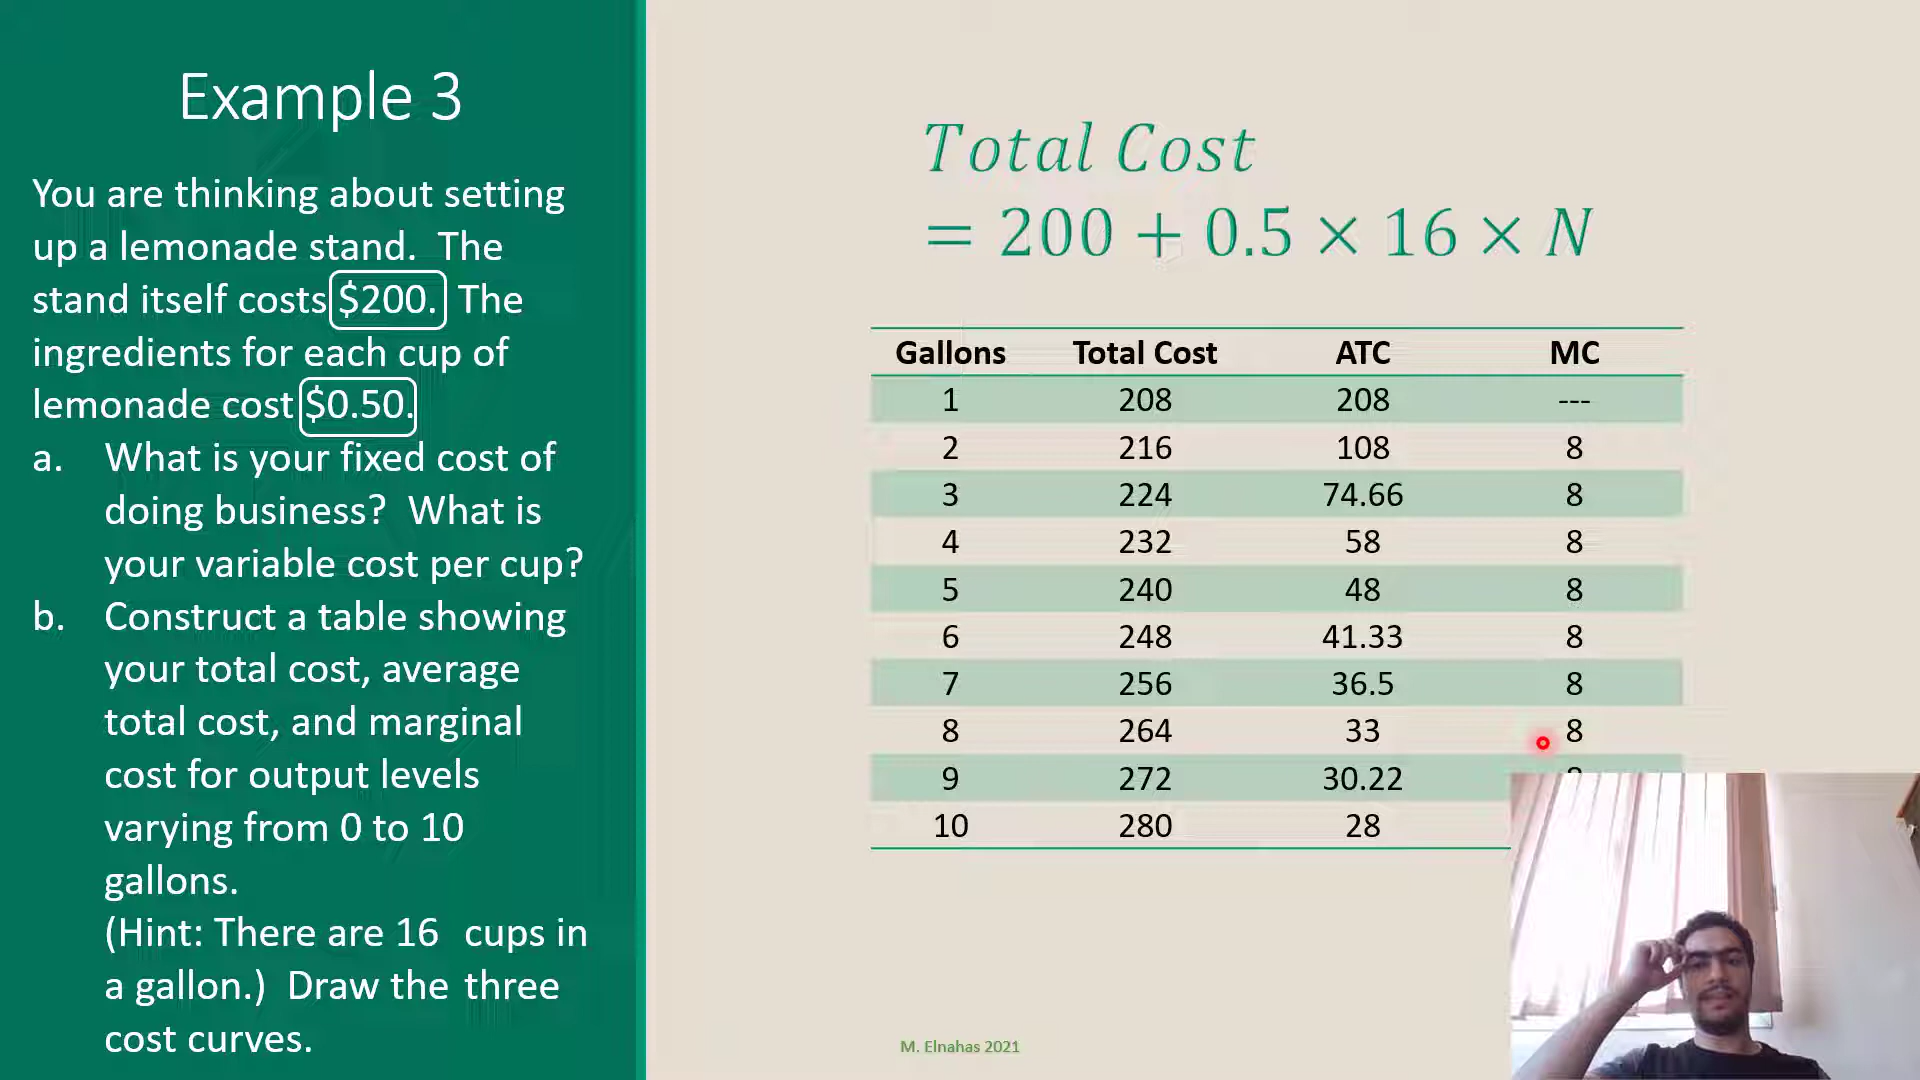 Example 3
You are thinking about setting
up a lemonade stand. The
stand itself costs $200. The
ingredients for each cup of
lemonade cost $0.50.
a. What is your fixed cost of
doing business? What is
your variable cost per cup?
b. Construct a table showing
your total cost, average
total cost, and marginal
cost for output levels
varying from 0 to 10
gallons.
(Hint: There are 16 cups in
a gallon.) Draw the three
cost curves.
Total Cost
= 200 + 0.5 × 16 × N
Gallons Total Cost ATC MC
1 208 208 ---
2 216 108 8
3 224 74.66 8
4 232 58 8
5 240 48 8
6 248 41.33 8
7 256 36.5 8
8 264 33 8
9 272 30.22
10 280 28
M. Elnahas 2021